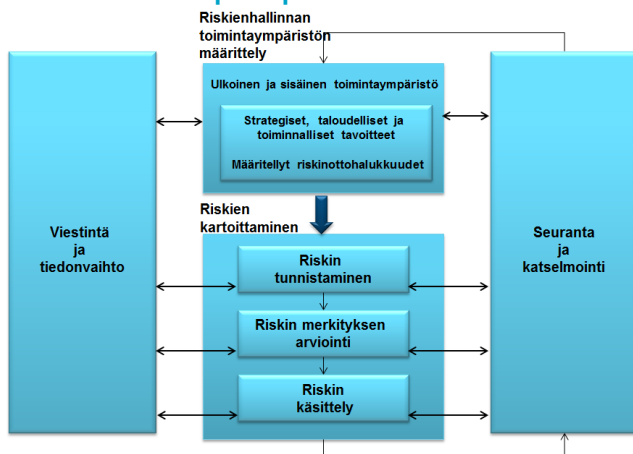 Riskienhallinnan
toimintaympäristön
määrittely
Ulkoinen ja sisäinen toimintaympäristö
Strategiset, taloudelliset ja
toiminnalliset tavoitteet
Määritellyt riskinottohalukkuudet
Viestintä
ja
tiedonvaihto
Riskien
kartoittaminen
Riskin
tunnistaminen
Riskin merkityksen
arviointi
Riskin
käsittely
Seuranta
ja
katselmointi